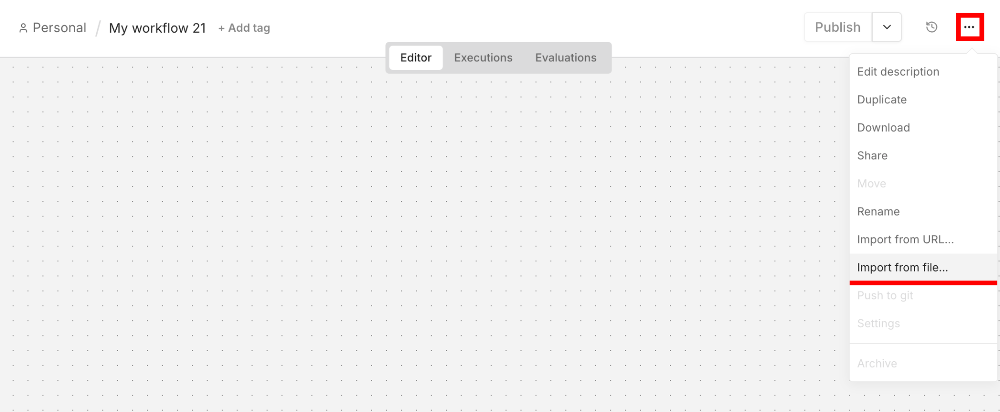 Personal / My workflow 21 + Add tag
Publish
Editor Executions Evaluations
Edit description
Duplicate
Download
Share
Move
Rename
Import from URL...
Import from file...
Push to git
Settings
Archive